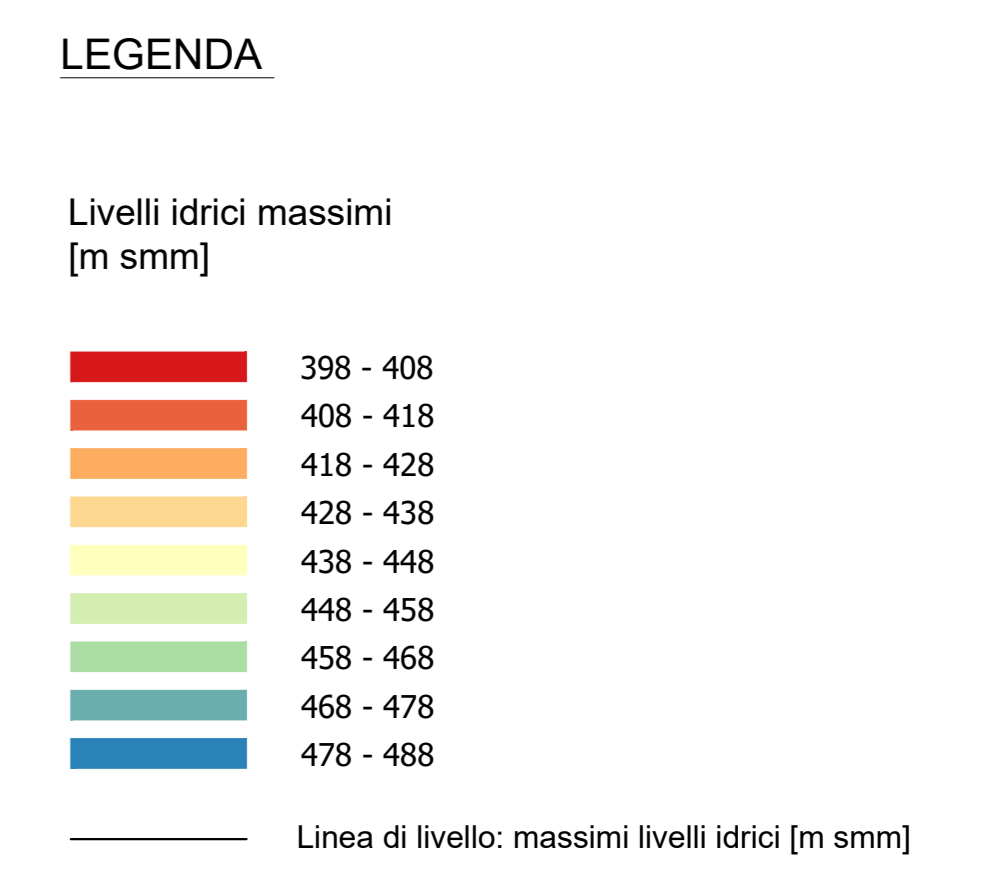 LEGENDA
Livelli idrici massimi
[m smm]
398 - 408
408 - 418
418 - 428
428 - 438
438 - 448
448 - 458
458 - 468
468 - 478
478 - 488
Linea di livello: massimi livelli idrici [m smm]